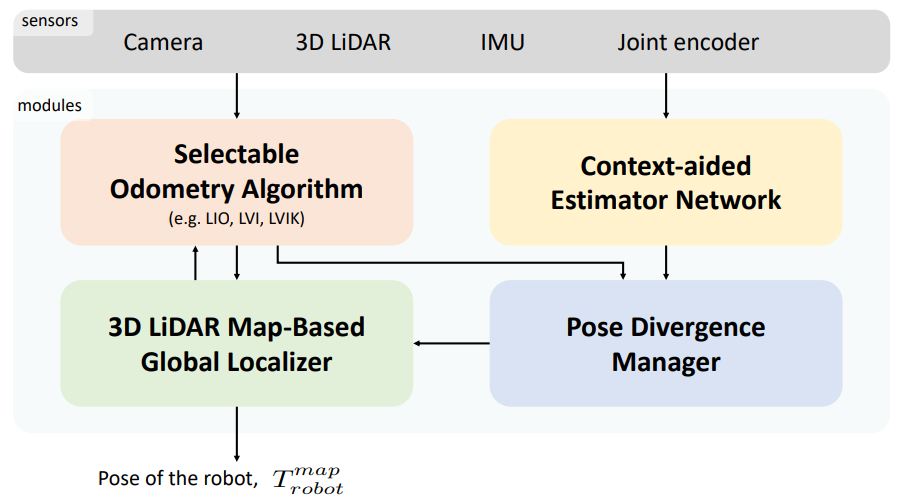 sensors
Camera 3D LiDAR IMU Joint encoder
modules
Selectable
Odometry Algorithm
(e.g. LIO, LVI, LVIK)
Context-aided
Estimator Network
3D LiDAR Map-Based
Global Localizer
Pose Divergence
Manager
Pose of the robot, $T_{robot}^{map}$